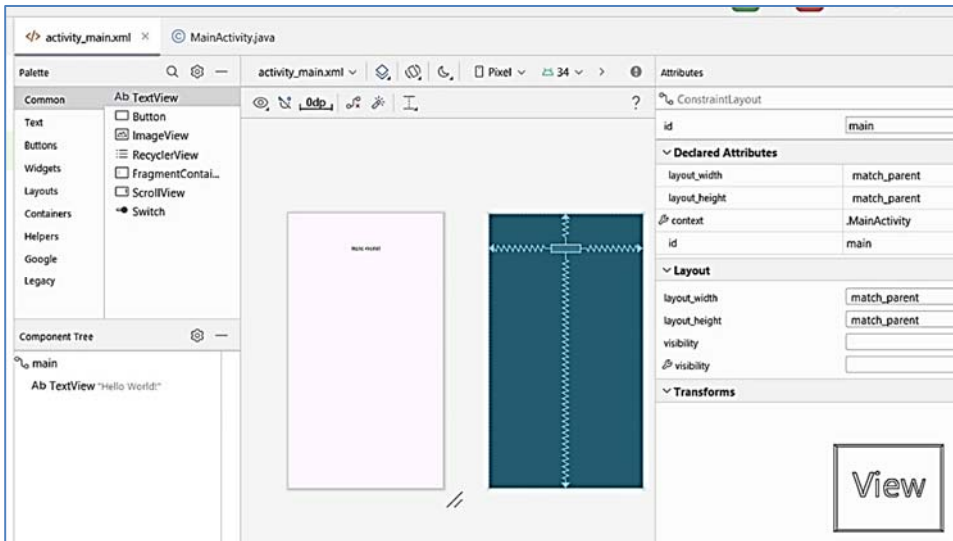 activity_main.xml
MainActivity.java
Palette
Common
Text
Buttons
Widgets
Layouts
Containers
Helpers
Google
Legacy
Ab TextView
Button
ImageView
RecyclerView
FragmentContai...
ScrollView
Switch
Component Tree
main
Ab TextView "Hello World!"
activity_main.xml
Pixel
34
0dp
?
Hello World!
Attributes
ConstraintLayout
id main
Declared Attributes
layout_width match_parent
layout_height match_parent
context .MainActivity
id main
Layout
layout_width match_parent
layout_height match_parent
visibility
visibility
Transforms
View